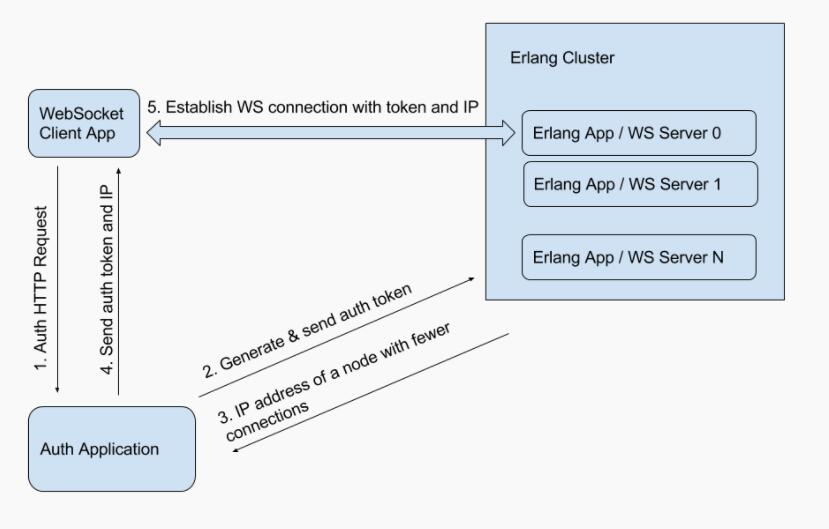 Erlang Cluster
WebSocket
Client App
5. Establish WS connection with token and IP
Erlang App / WS Server 0
Erlang App / WS Server 1
Erlang App / WS Server N
1. Auth HTTP Request
4. Send auth token and IP
2. Generate & send auth token
3. IP address of a node with fewer
connections
Auth Application